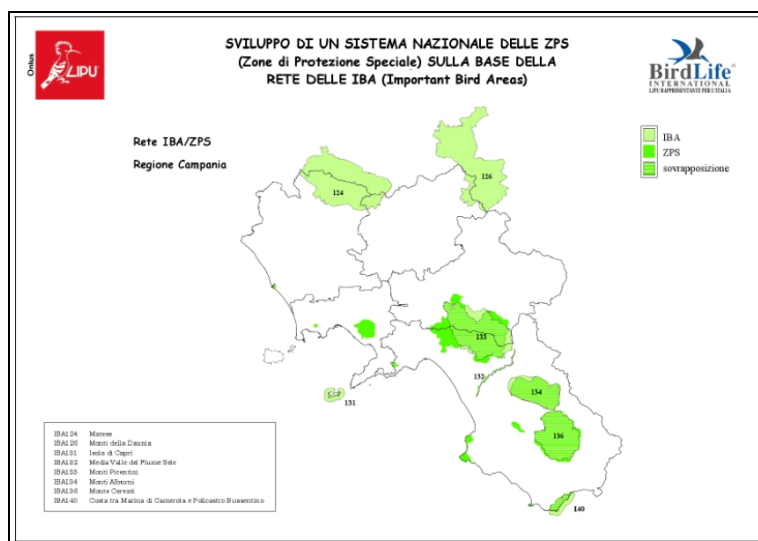 Onlus
LIPU
SVILUPPO DI UN SISTEMA NAZIONALE DELLE ZPS
(Zone di Protezione Speciale) SULLA BASE DELLA
RETE DELLE IBA (Important Bird Areas)
BirdLife
INTERNATIONAL
LIPU RAPPRESENTANTE PER L'ITALIA
Rete IBA/ZPS
Regione Campania
IBA
ZPS
sovrapposizione
124
126
133
132
134
131
136
140
IBA124 Matese
IBA126 Monti della Daunia
IBA131 Isola di Capri
IBA132 Media Valle del Fiume Sele
IBA133 Monti Picentini
IBA134 Monti Alburni
IBA136 Monte Cervati
IBA140 Costa tra Marina di Camerota e Policastro Bussentino